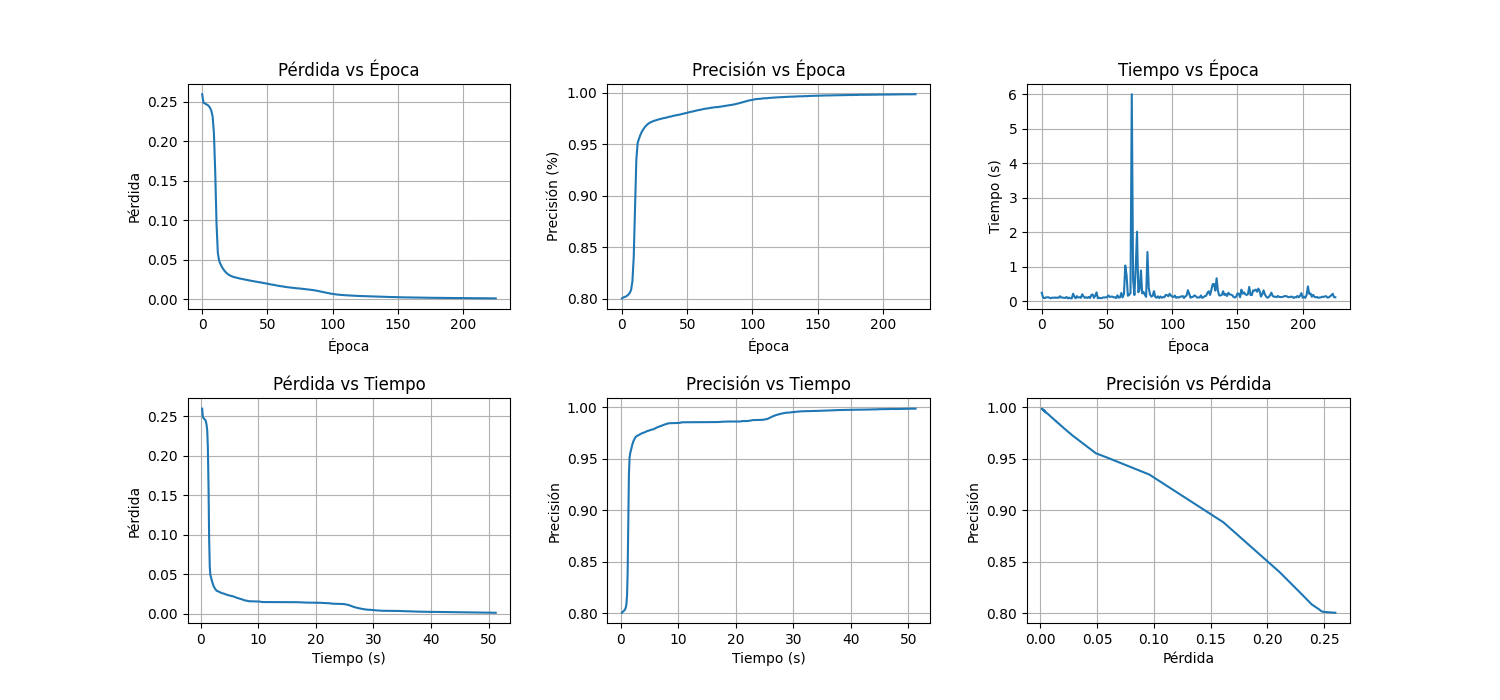 Pérdida vs Época
0.25
0.20
0.15
0.10
0.05
0.00
Pérdida
0 50 100 150 200
Época
Precisión vs Época
1.00
0.95
0.90
0.85
0.80
Precisión (%)
0 50 100 150 200
Época
Tiempo vs Época
6
5
4
3
2
1
0
Tiempo (s)
0 50 100 150 200
Época
Pérdida vs Tiempo
0.25
0.20
0.15
0.10
0.05
0.00
Pérdida
0 10 20 30 40 50
Tiempo (s)
Precisión vs Tiempo
1.00
0.95
0.90
0.85
0.80
Precisión
0 10 20 30 40 50
Tiempo (s)
Precisión vs Pérdida
1.00
0.95
0.90
0.85
0.80
Precisión
0.00 0.05 0.10 0.15 0.20 0.25
Pérdida